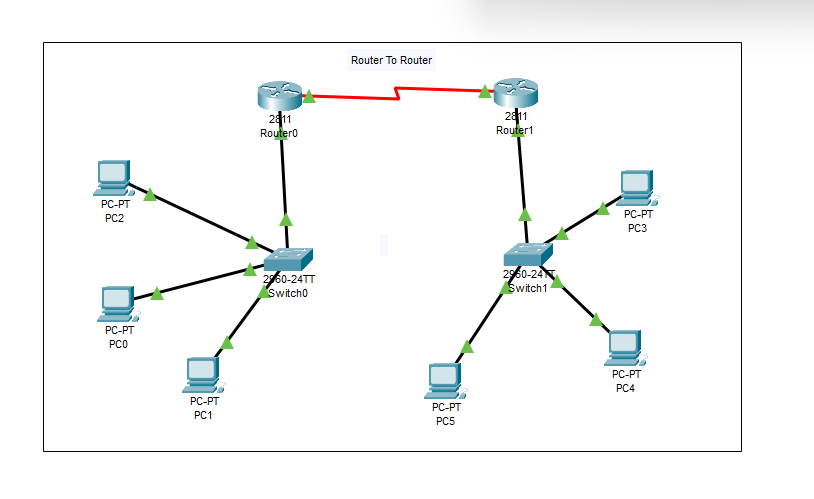 Router To Router
2811
Router0
2811
Router1
PC-PT
PC2
PC-PT
PC3
2960-24TT
Switch0
2960-24TT
Switch1
PC-PT
PC0
PC-PT
PC1
PC-PT
PC4
PC-PT
PC5